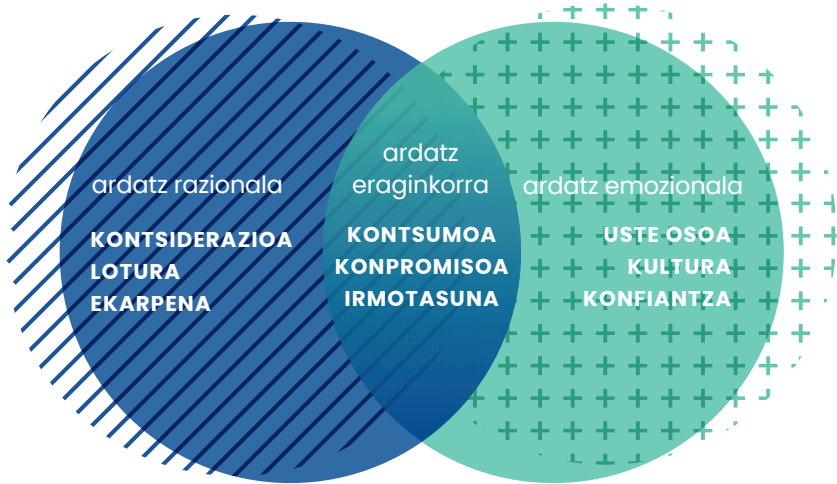 ardatz razionala
KONTSIDERAZIOA
LOTURA
EKARPENA
ardatz
eraginkorra
KONTSUMOA
KONPROMISOA
IRMOTASUNA
ardatz emozionala
USTE OSOA
KULTURA
KONFIANTZA